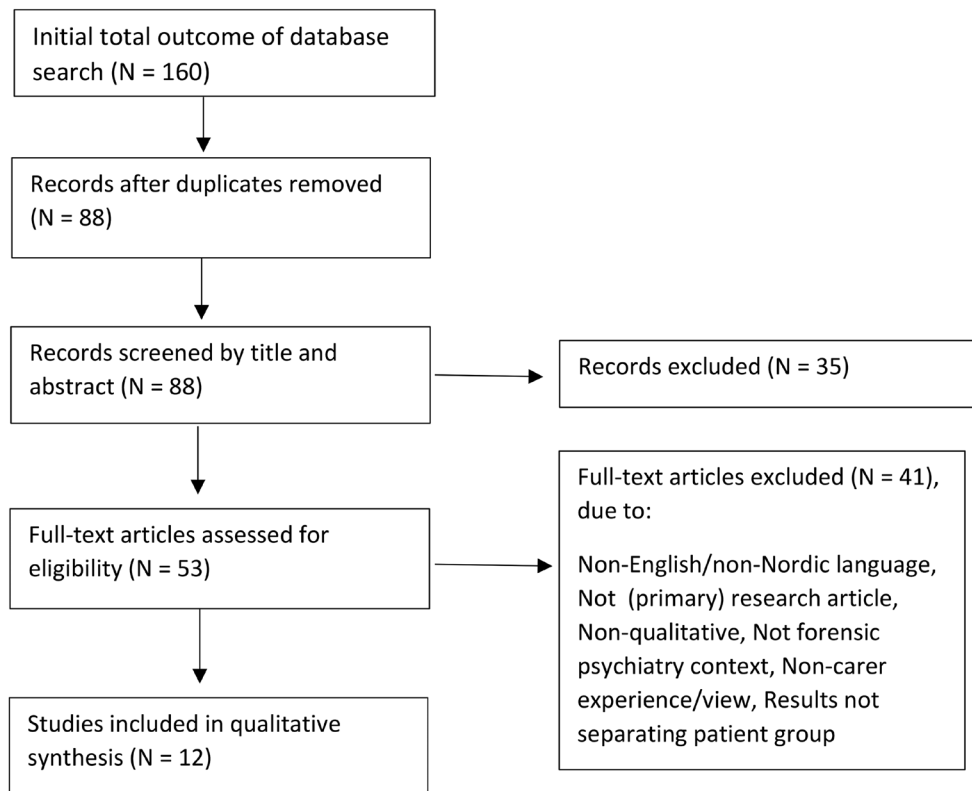 Initial total outcome of database
search (N = 160)
Records after duplicates removed
(N = 88)
Records screened by title and
abstract (N = 88)
Records excluded (N = 35)
Full-text articles assessed for
eligibility (N = 53)
Full-text articles excluded (N = 41),
due to:
Non-English/non-Nordic language,
Not (primary) research article,
Non-qualitative, Not forensic
psychiatry context, Non-carer
experience/view, Results not
separating patient group
Studies included in qualitative
synthesis (N = 12)